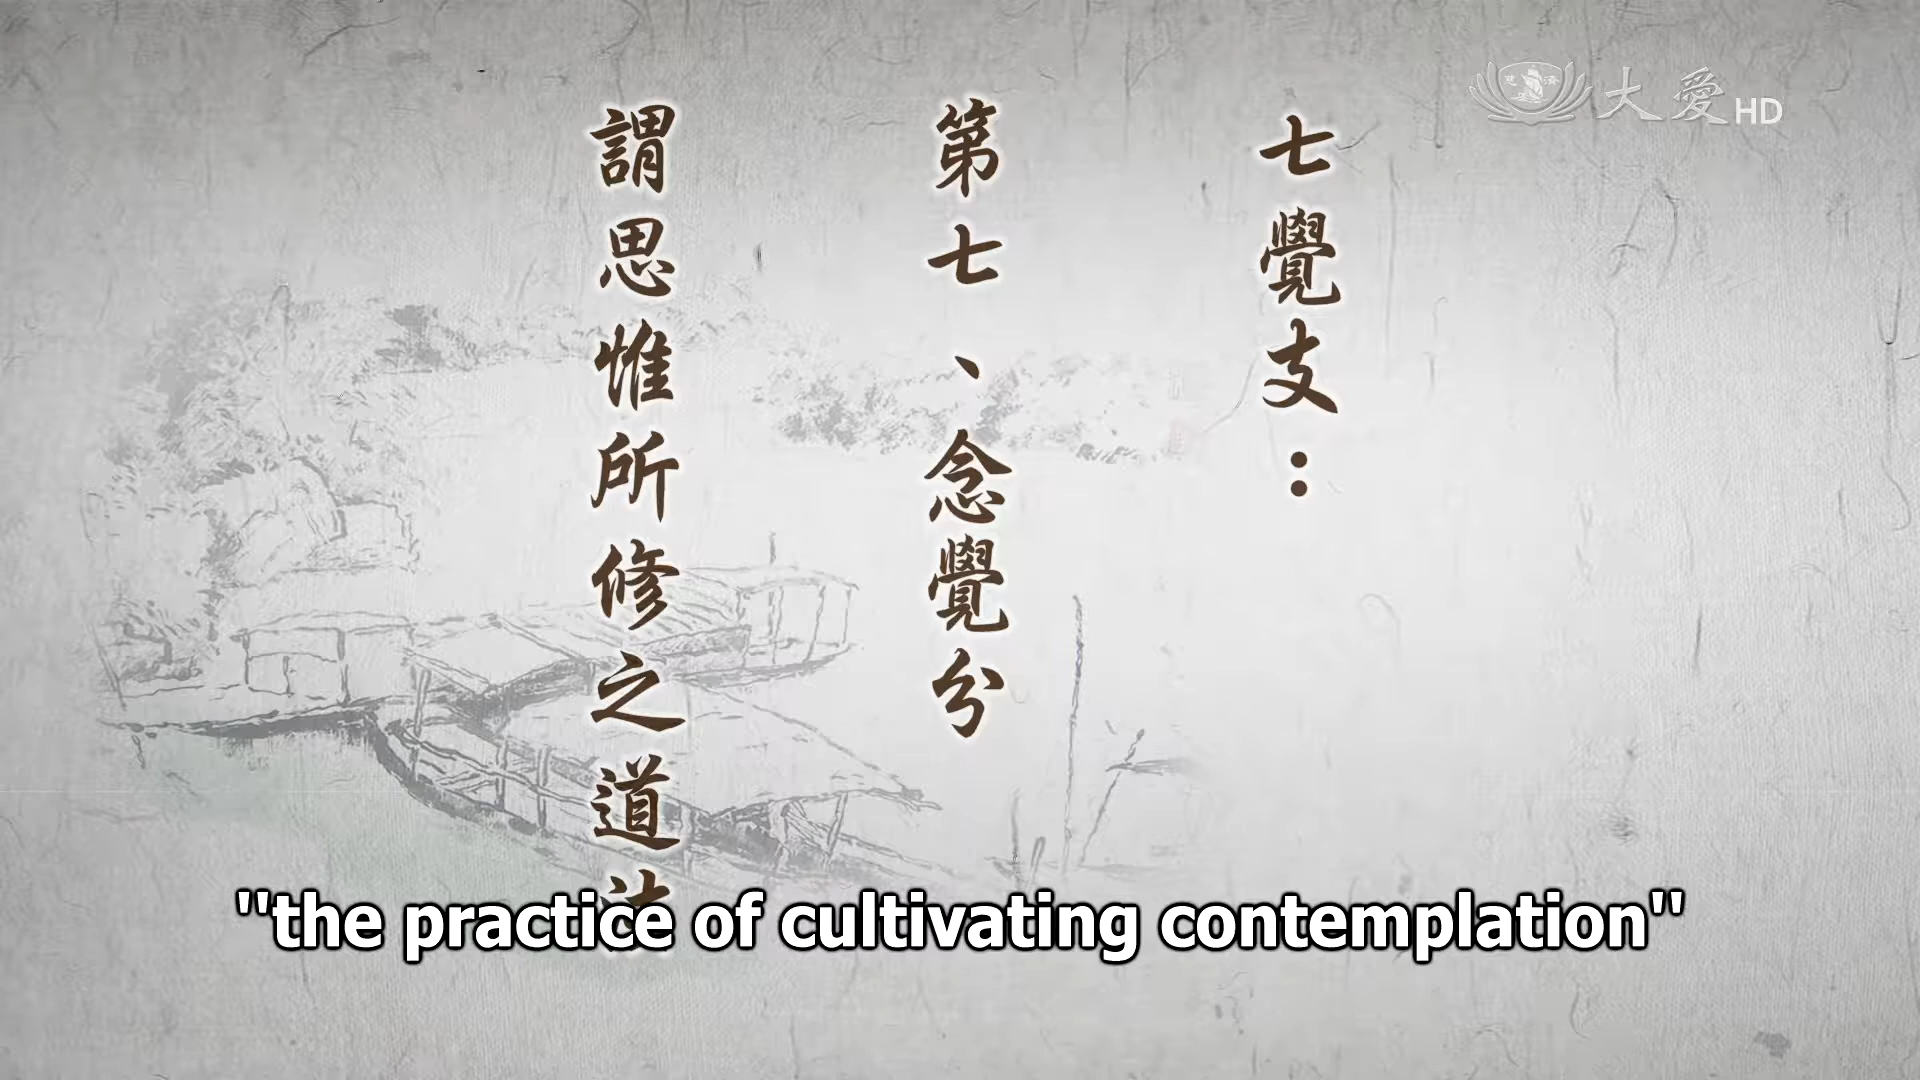 大愛HD
七覺支：
第七、念覺分
謂思惟所修之道法
"the practice of cultivating contemplation"